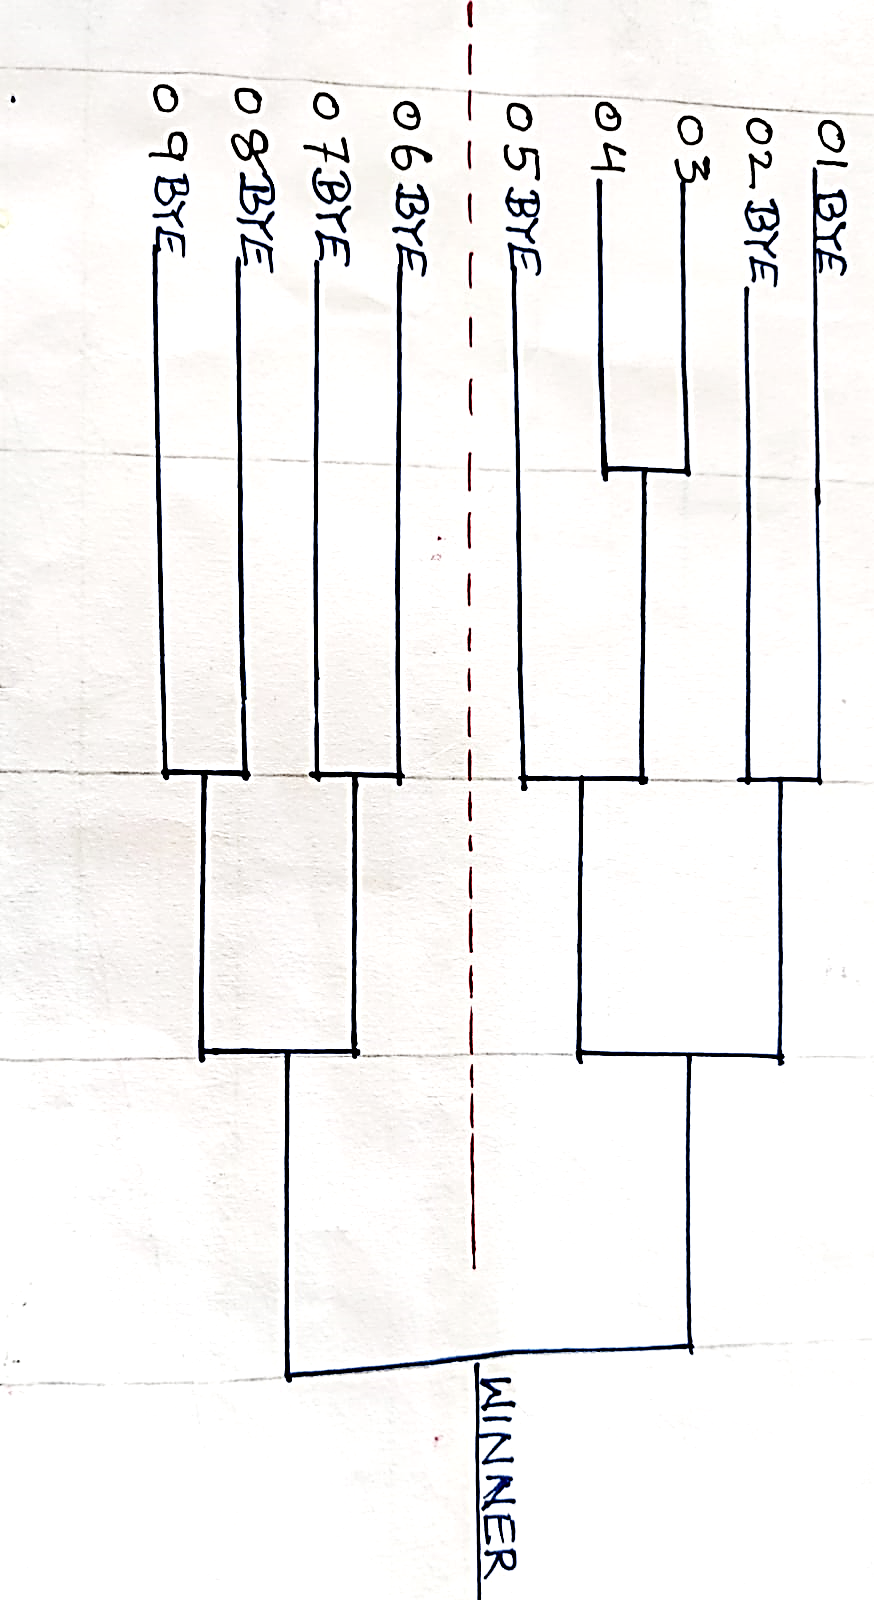 01 BYE
02 BYE
03
04
05 BYE
06 BYE
07 BYE
08 BYE
09 BYE
WINNER